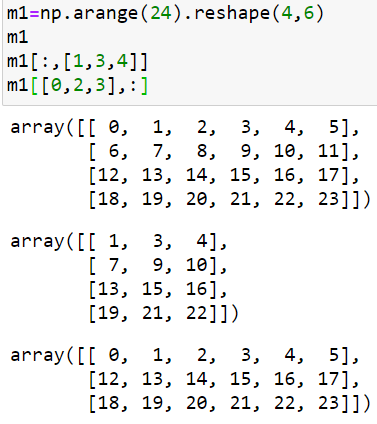 m1=np.arange(24).reshape(4,6)
m1
m1[:,[1,3,4]]
m1[[0,2,3],:]
array([[ 0,  1,  2,  3,  4,  5],
       [ 6,  7,  8,  9, 10, 11],
       [12, 13, 14, 15, 16, 17],
       [18, 19, 20, 21, 22, 23]])
array([[ 1,  3,  4],
       [ 7,  9, 10],
       [13, 15, 16],
       [19, 21, 22]])
array([[ 0,  1,  2,  3,  4,  5],
       [12, 13, 14, 15, 16, 17],
       [18, 19, 20, 21, 22, 23]])